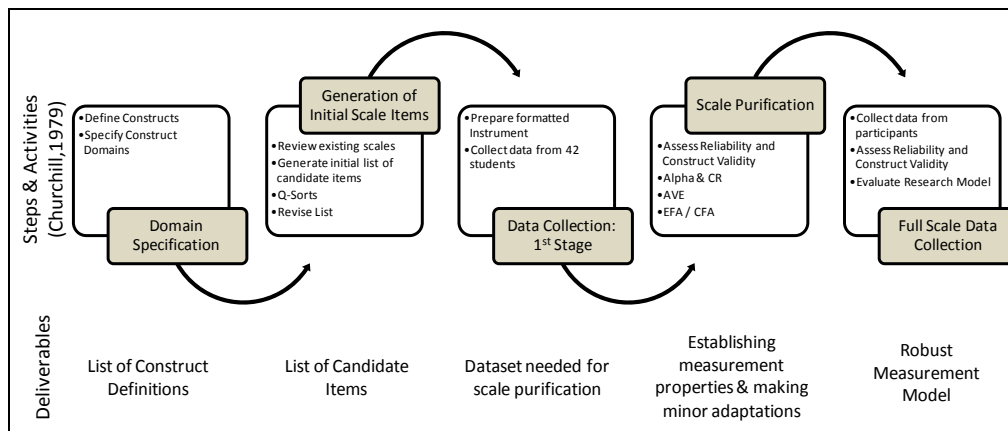 Steps & Activities
(Churchill,1979)
•Define Constructs
•Specify Construct
Domains
Domain
Specification
Generation of
Initial Scale Items
•Review existing scales
•Generate initial list of
candidate items
•Q-Sorts
•Revise List
•Prepare formatted
Instrument
•Collect data from 42
students
Data Collection:
1st Stage
Scale Purification
•Assess Reliability and
Construct Validity
•Alpha & CR
•AVE
•EFA / CFA
•Collect data from
participants
•Assess Reliability and
Construct Validity
•Evaluate Research Model
Full Scale Data
Collection
Deliverables
List of Construct
Definitions
List of Candidate
Items
Dataset needed for
scale purification
Establishing
measurement
properties & making
minor adaptations
Robust
Measurement
Model